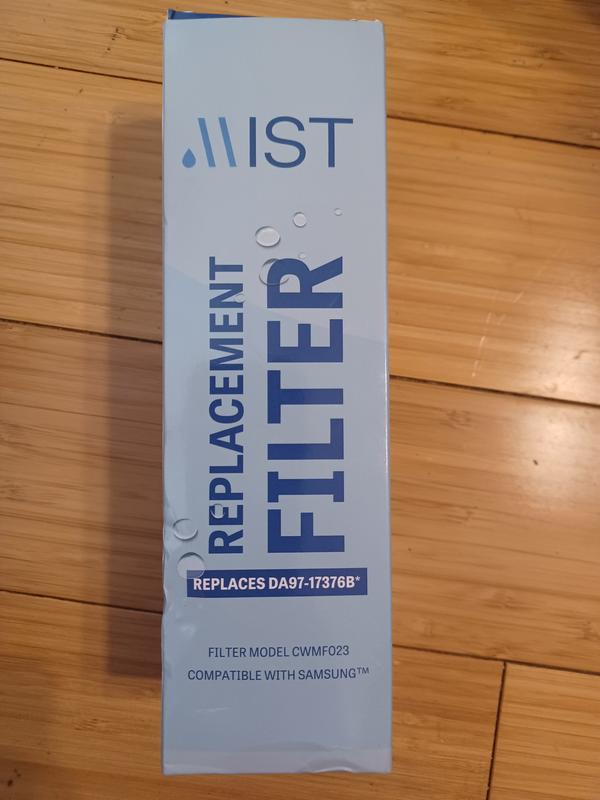 MIST
REPLACEMENT
FILTER
REPLACES DA97-17376B*
FILTER MODEL CWMF023
COMPATIBLE WITH SAMSUNG™